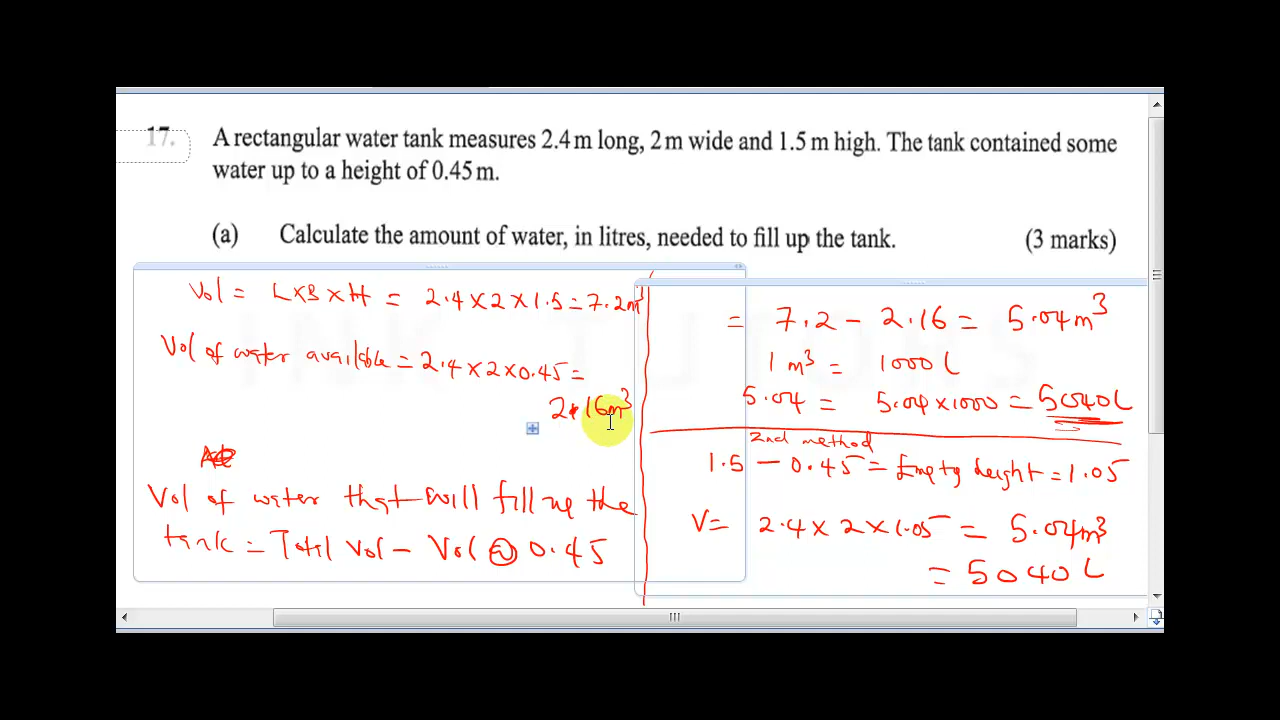 17. A rectangular water tank measures 2.4 m long, 2 m wide and 1.5 m high. The tank contained some
water up to a height of 0.45 m.
(a) Calculate the amount of water, in litres, needed to fill up the tank. (3 marks)
Vol = L×B×H = 2.4×2×1.5=7.2m³
Vol of water available = 2.4×2×0.45=
2.16m³
Vol of water that will fill up the
tank = Total Vol - Vol @ 0.45
= 7.2 - 2.16 = 5.04m³
1 m³ = 1000L
5.04 = 5.04×1000 = 5040L
2nd method
1.5 - 0.45 = Empty height = 1.05
V = 2.4 × 2 × 1.05 = 5.04m³
= 5040L